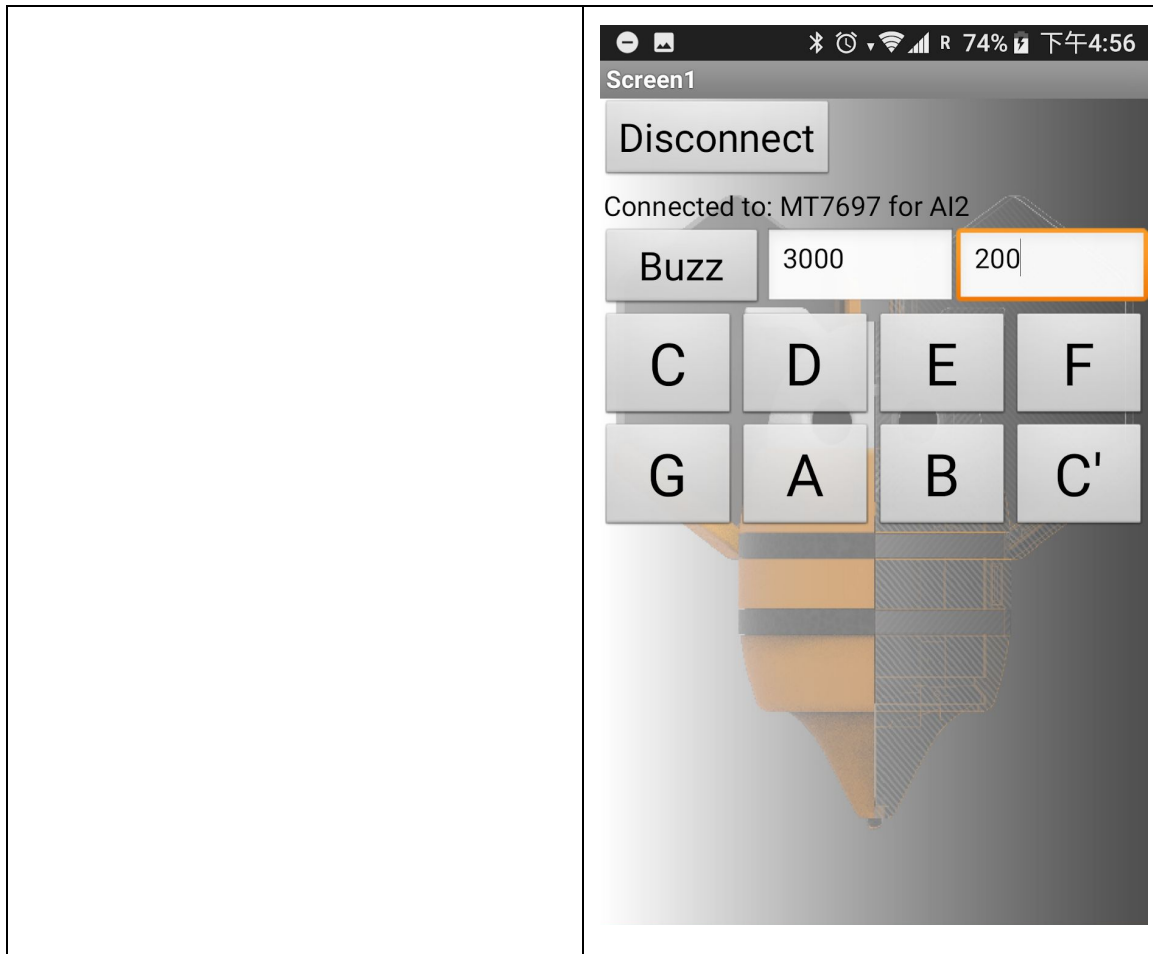 R 74% 下午4:56
Screen1
Disconnect
Connected to: MT7697 for AI2
Buzz 3000 200
C D E F
G A B C'